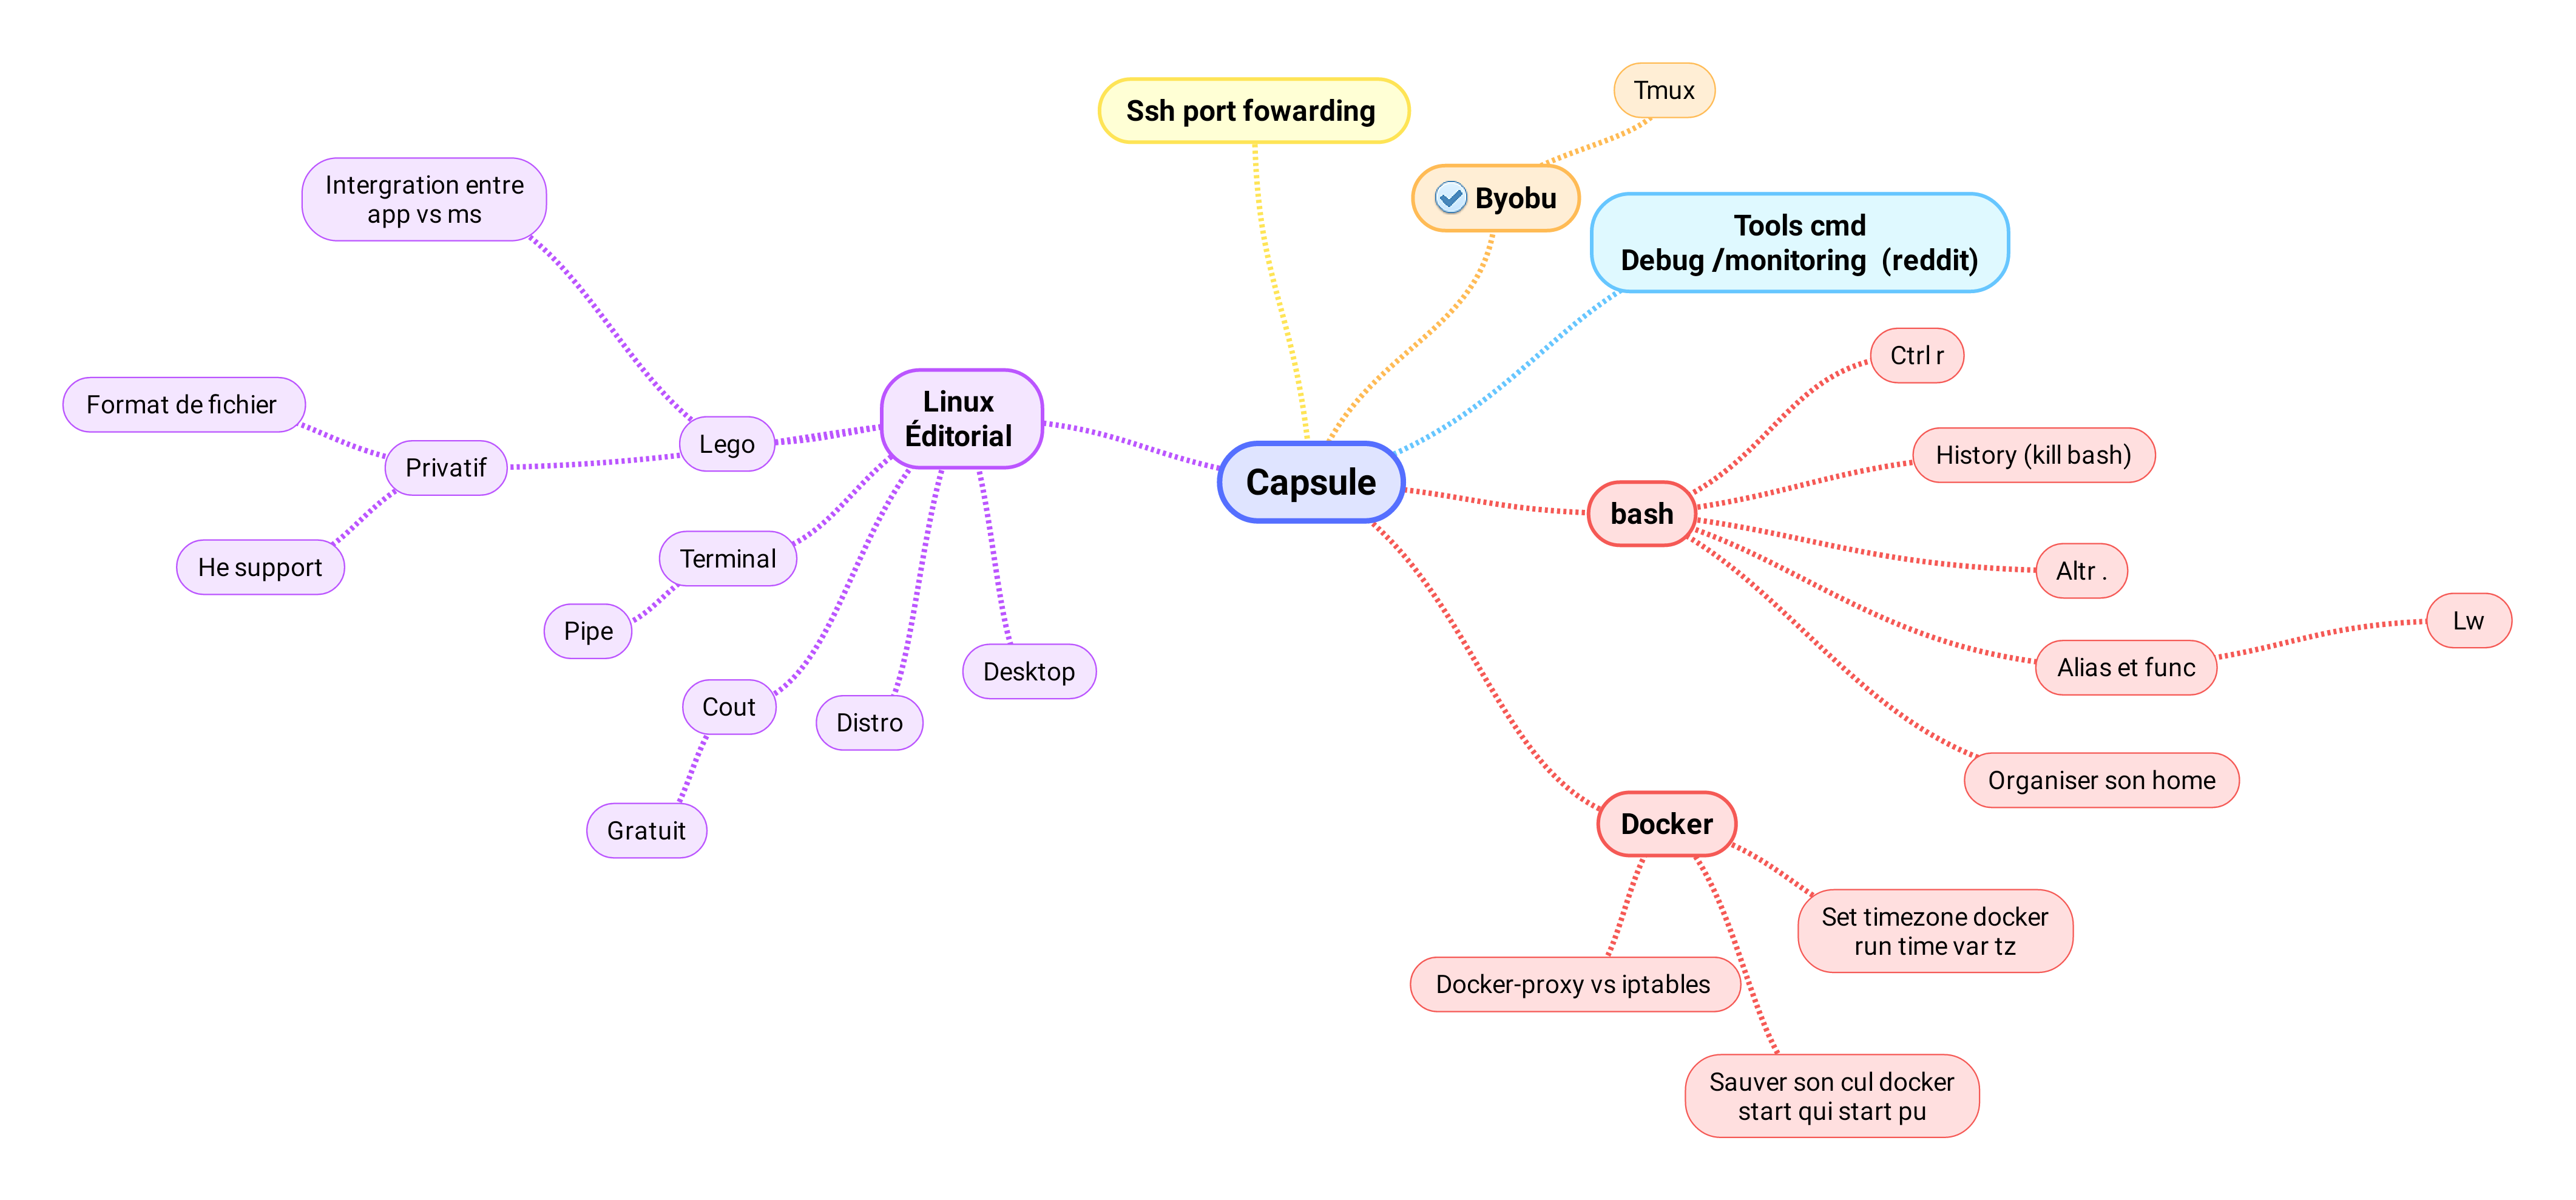 Tmux
Ssh port fowarding
Byobu
Tools cmd
Debug /monitoring  (reddit)
Intergration entre
app vs ms
Ctrl r
Linux
Éditorial
Format de fichier
Lego
History (kill bash)
Privatif
Capsule
bash
Terminal
He support
Altr .
Lw
Pipe
Alias et func
Desktop
Cout
Distro
Organiser son home
Gratuit
Docker
Set timezone docker
run time var tz
Docker-proxy vs iptables
Sauver son cul docker
start qui start pu